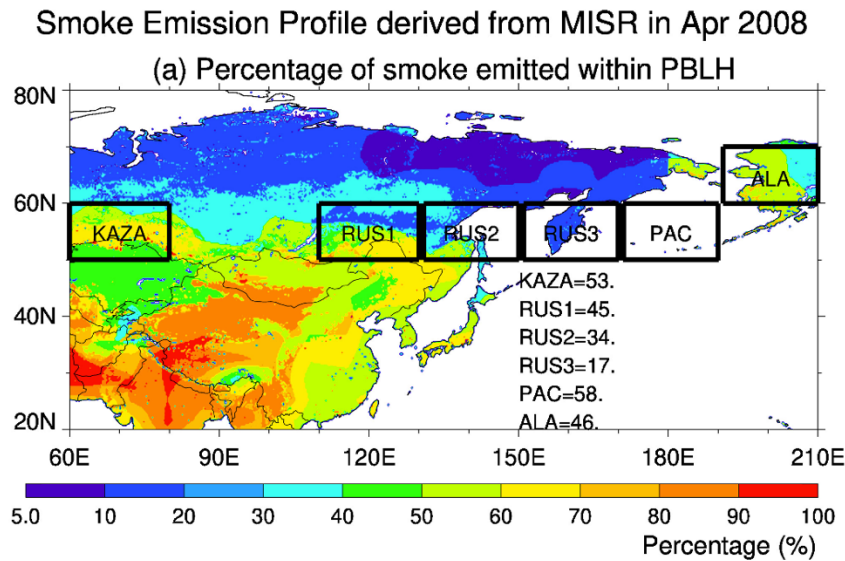 Smoke Emission Profile derived from MISR in Apr 2008
(a) Percentage of smoke emitted within PBLH
80N
60N
40N
20N
ALA
KAZA RUS1 RUS2 RUS3 PAC
KAZA=53.
RUS1=45.
RUS2=34.
RUS3=17.
PAC=58.
ALA=46.
60E 90E 120E 150E 180E 210E
5.0 10 20 30 40 50 60 70 80 90 100
Percentage (%)